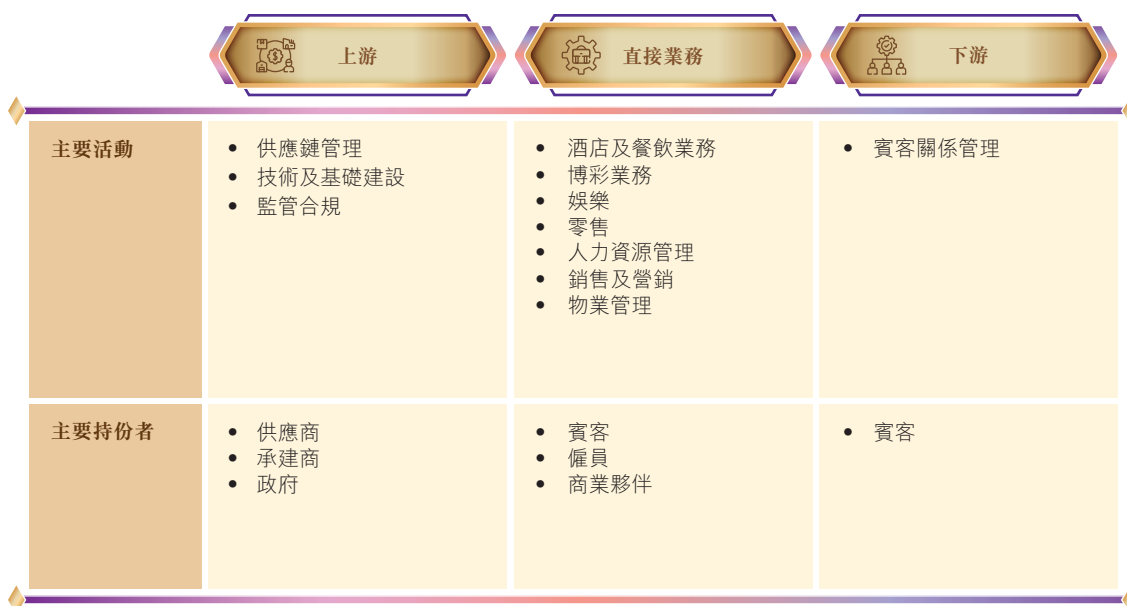 上游
直接業務
下游
主要活動
• 供應鏈管理
• 技術及基礎建設
• 監管合規
• 酒店及餐飲業務
• 博彩業務
• 娛樂
• 零售
• 人力資源管理
• 銷售及營銷
• 物業管理
• 賓客關係管理
主要持份者
• 供應商
• 承建商
• 政府
• 賓客
• 僱員
• 商業夥伴
• 賓客